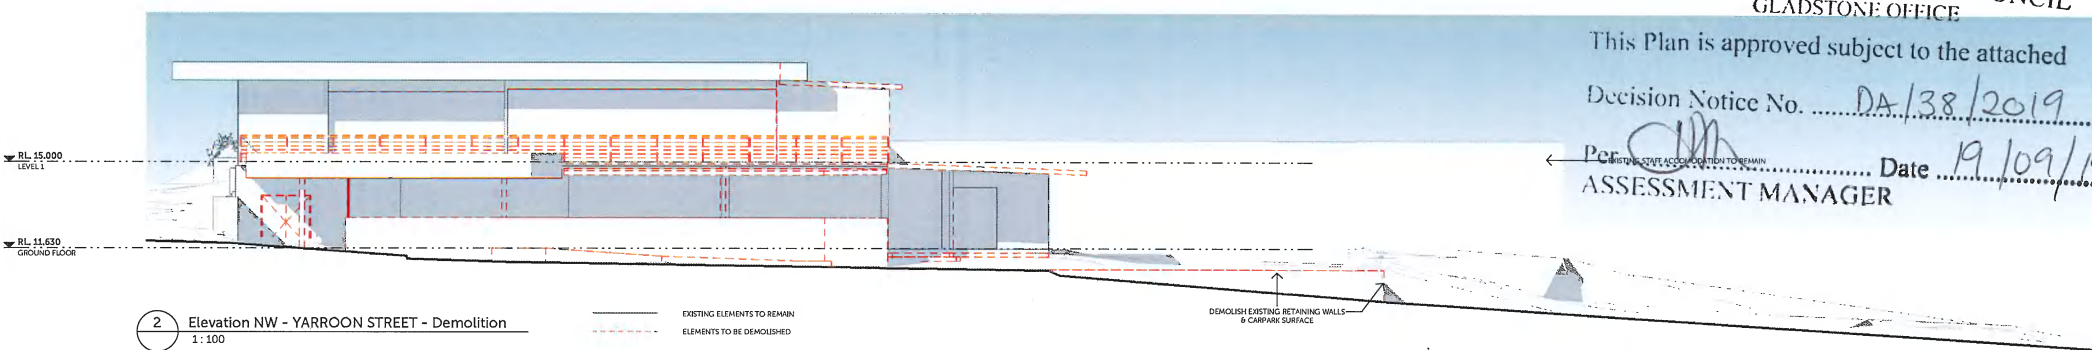 GLADSTONE OFFICE
This Plan is approved subject to the attached
Decision Notice No. DA/38/2019
Per Date 19/09/1
EXISTING STAFF ACCOMODATION TO REMAIN
ASSESSMENT MANAGER
RL 15.000
LEVEL 1
RL 11.630
GROUND FLOOR
DEMOLISH EXISTING RETAINING WALLS
& CARPARK SURFACE
2 Elevation NW - YARROON STREET - Demolition
1 : 100
EXISTING ELEMENTS TO REMAIN
ELEMENTS TO BE DEMOLISHED